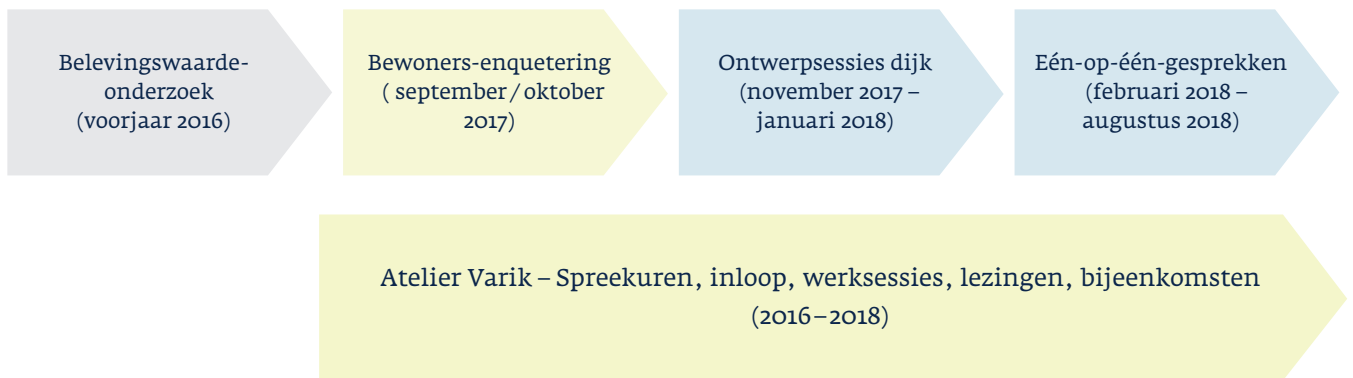 Belevingswaarde-
onderzoek
(voorjaar 2016)
Bewoners-enquetering
( september / oktober
2017)
Ontwerpsessies dijk
(november 2017 –
januari 2018)
Eén-op-één-gesprekken
(februari 2018 –
augustus 2018)
Atelier Varik – Spreekuren, inloop, werksessies, lezingen, bijeenkomsten
(2016 – 2018)